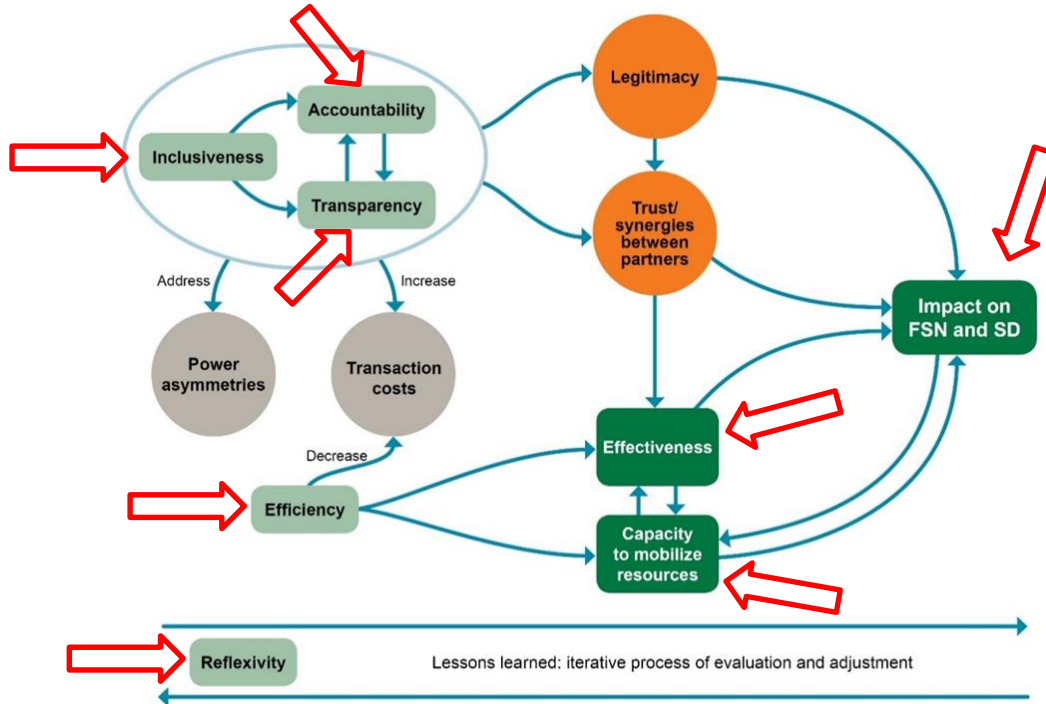 Legitimacy
Accountability
Inclusiveness
Transparency
Trust/
synergies
between
partners
Address
Increase
Impact on
FSN and SD
Power
asymmetries
Transaction
costs
Decrease
Effectiveness
Efficiency
Capacity
to mobilize
resources
Reflexivity
Lessons learned: iterative process of evaluation and adjustment